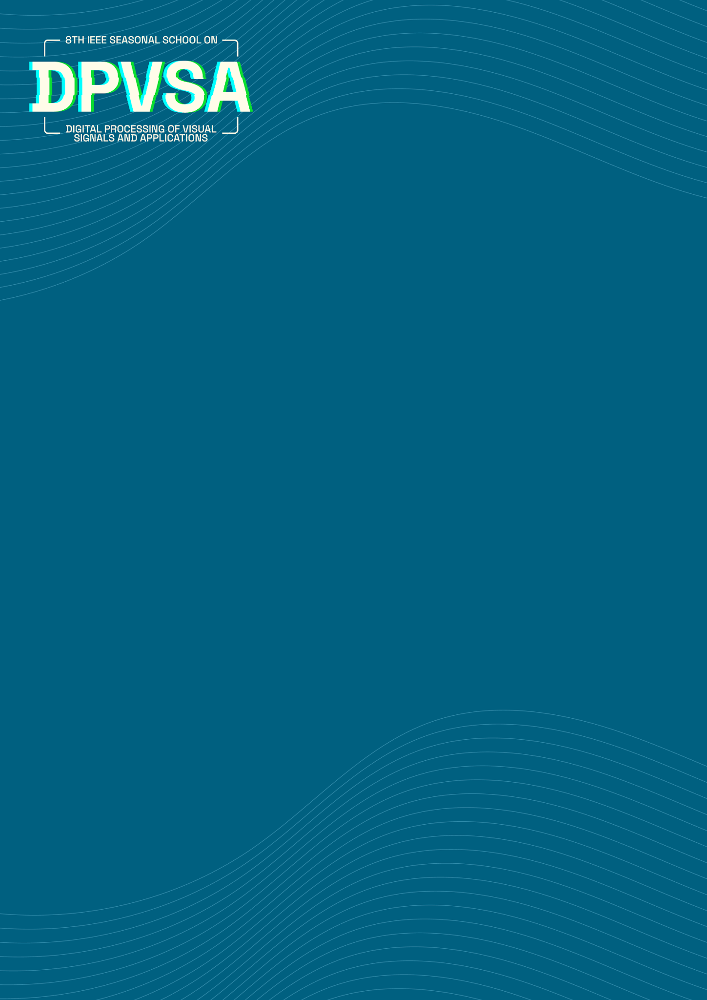 8TH IEEE SEASONAL SCHOOL ON
DPVSA
DIGITAL PROCESSING OF VISUAL
SIGNALS AND APPLICATIONS